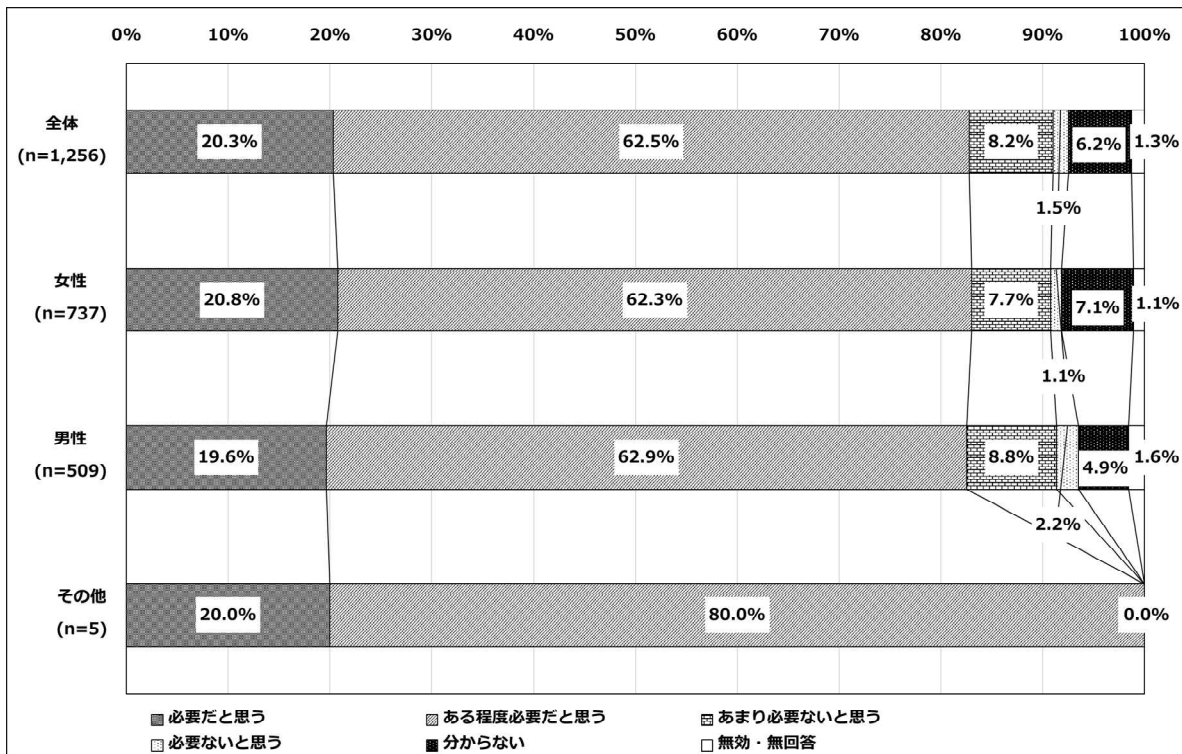 0% 10% 20% 30% 40% 50% 60% 70% 80% 90% 100%
全体
(n=1,256)
20.3% 62.5% 8.2% 6.2% 1.3%
1.5%
女性
(n=737)
20.8% 62.3% 7.7% 7.1% 1.1%
1.1%
男性
(n=509)
19.6% 62.9% 8.8% 4.9% 1.6%
2.2%
その他
(n=5)
20.0% 80.0% 0.0%
必要だと思う ある程度必要だと思う あまり必要ないと思う
必要ないと思う 分からない 無効・無回答